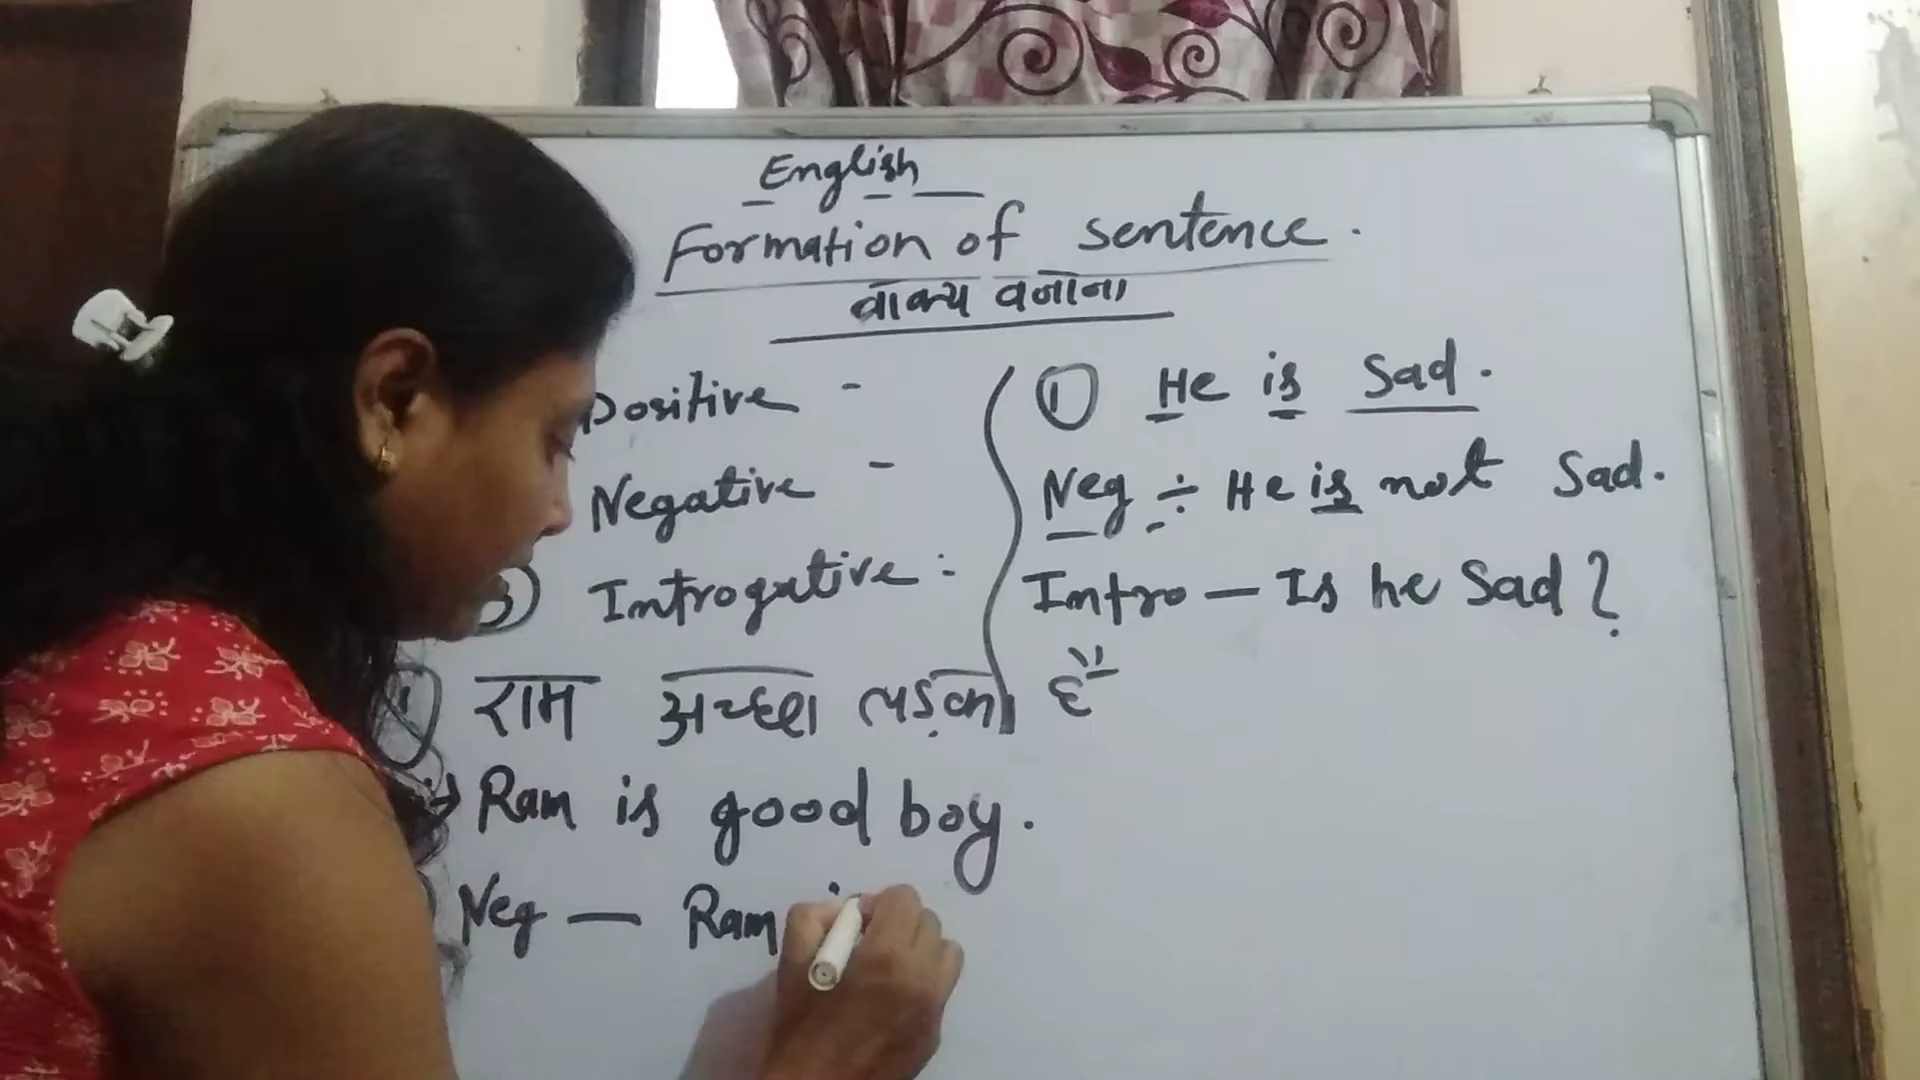 English
Formation of sentence.
वाक्य बनाना
Positive -
Negative -
3) Introgative :
① He is Sad.
Neg ÷ He is not Sad.
Intro — Is he Sad?
① राम अच्छा लड़का है
→ Ram is good boy.
Neg — Ram